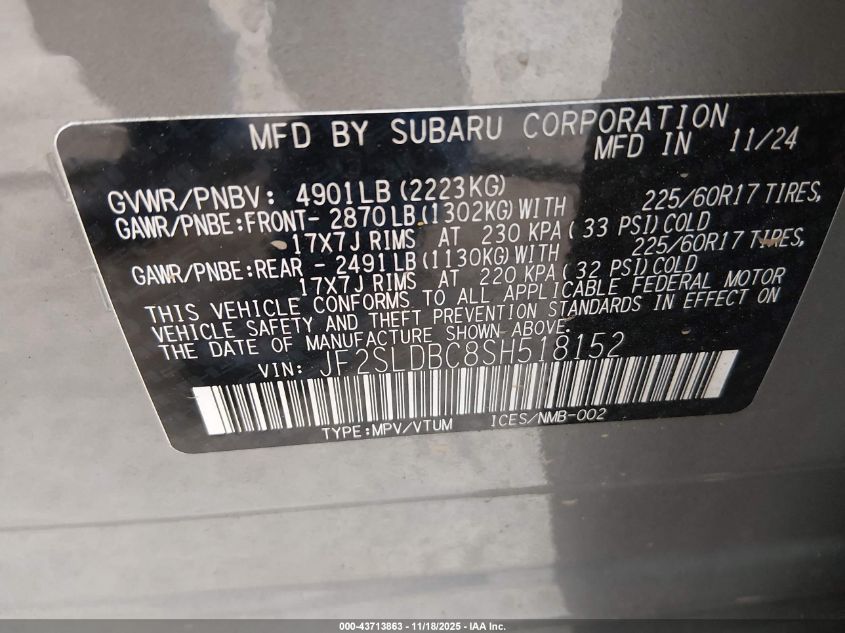 MFD BY SUBARU CORPORATION
MFD IN 11/24
GVWR/PNBV: 4901LB(2223KG)
GAWR/PNBE:FRONT- 2870LB(1302KG)WITH 225/60R17 TIRES,
17X7J RIMS AT 230 KPA(33 PSI)COLD
GAWR/PNBE:REAR - 2491LB(1130KG)WITH 225/60R17 TIRES,
17X7J RIMS AT 220 KPA(32 PSI)COLD
THIS VEHICLE CONFORMS TO ALL APPLICABLE FEDERAL MOTOR
VEHICLE SAFETY AND THEFT PREVENTION STANDARDS IN EFFECT ON
THE DATE OF MANUFACTURE SHOWN ABOVE.
VIN: JF2SLDBC8SH518152
TYPE:MPV/VTUM ICES/NMB-002
000-43713863 - 11/18/2025 - IAA Inc.